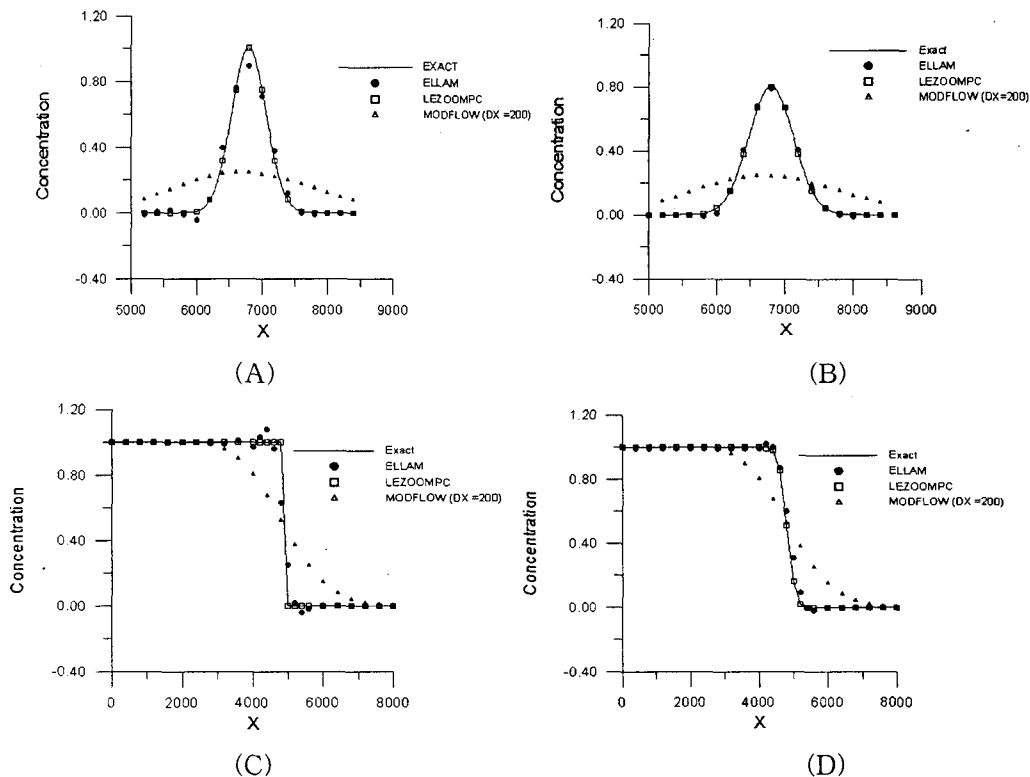 1.20
0.80
0.40
0.00
-0.40
Concentration
5000 6000 7000 8000 9000
X
EXACT
ELLAM
LEZOOMPC
MODFLOW (DX =200)
(A)
1.20
0.80
0.40
0.00
-0.40
Concentration
5000 6000 7000 8000 9000
X
Exact
ELLAM
LEZOOMPC
MODFLOW (DX =200)
(B)
1.20
0.80
0.40
0.00
-0.40
Concentration
0 2000 4000 6000 8000
X
Exact
ELLAM
LEZOOMPC
MODFLOW (DX =200)
(C)
1.20
0.80
0.40
0.00
-0.40
Concentration
0 2000 4000 6000 8000
X
Exact
ELLAM
LEZOOMPC
MODFLOW (DX =200)
(D)